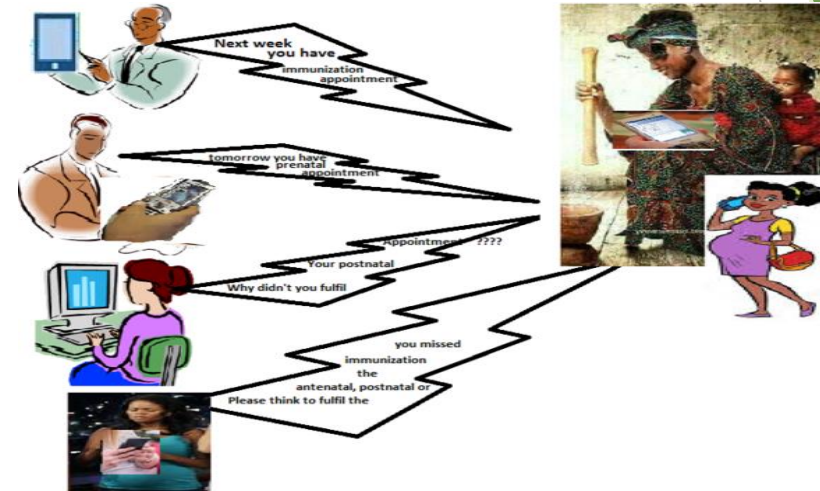 Next week
you have
immunization
appointment
tomorrow you have
prenatal
appointment
Appointment ????
Your postnatal
Why didn't you fulfil
you missed
immunization
the
antenatal, postnatal or
Please think to fulfil the